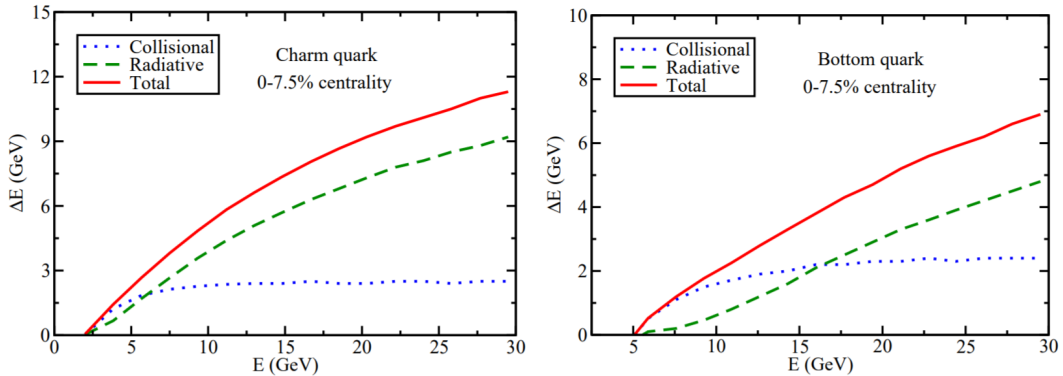 15
12
9
6
3
0
ΔE (GeV)
Collisional
Radiative
Total
Charm quark
0-7.5% centrality
0 5 10 15 20 25 30
E (GeV)
10
8
6
4
2
0
ΔE (GeV)
Collisional
Radiative
Total
Bottom quark
0-7.5% centrality
5 10 15 20 25 30
E (GeV)